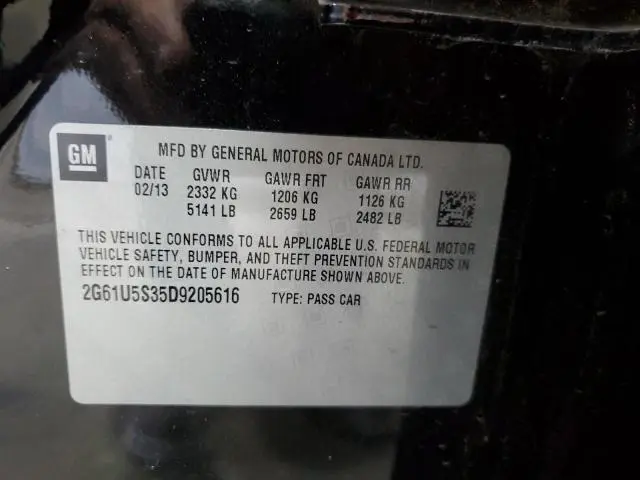 GM ®
MFD BY GENERAL MOTORS OF CANADA LTD.
DATE GVWR GAWR FRT GAWR RR
02/13 2332 KG 1206 KG 1126 KG
5141 LB 2659 LB 2482 LB
THIS VEHICLE CONFORMS TO ALL APPLICABLE U.S. FEDERAL MOTOR
VEHICLE SAFETY, BUMPER, AND THEFT PREVENTION STANDARDS IN
EFFECT ON THE DATE OF MANUFACTURE SHOWN ABOVE.
2G61U5S35D9205616 TYPE: PASS CAR